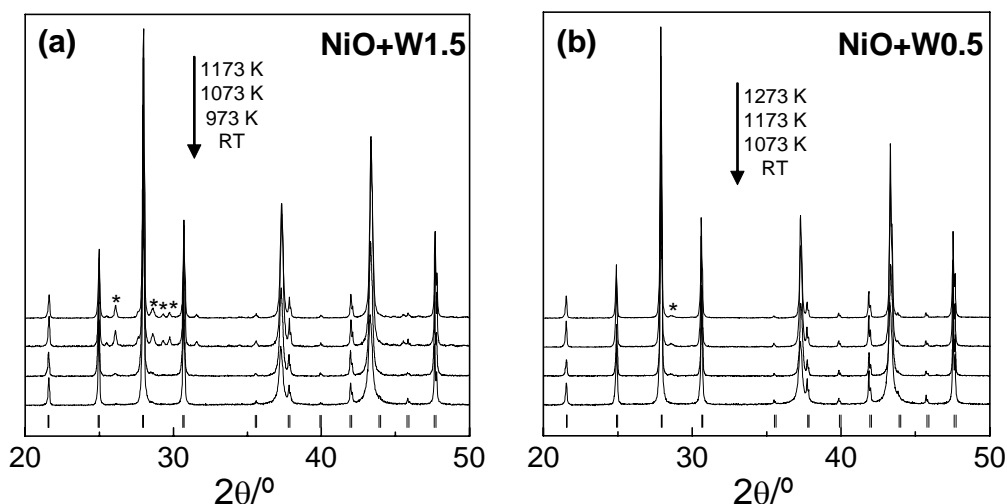 (a) NiO+W1.5
1173 K
1073 K
973 K
RT
* * * *
20 30 40 50
2θ/º
(b) NiO+W0.5
1273 K
1173 K
1073 K
RT
*
20 30 40 50
2θ/º